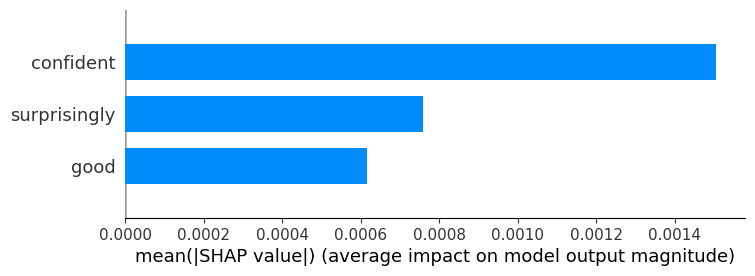 confident
surprisingly
good
0.0000 0.0002 0.0004 0.0006 0.0008 0.0010 0.0012 0.0014
mean(|SHAP value|) (average impact on model output magnitude)